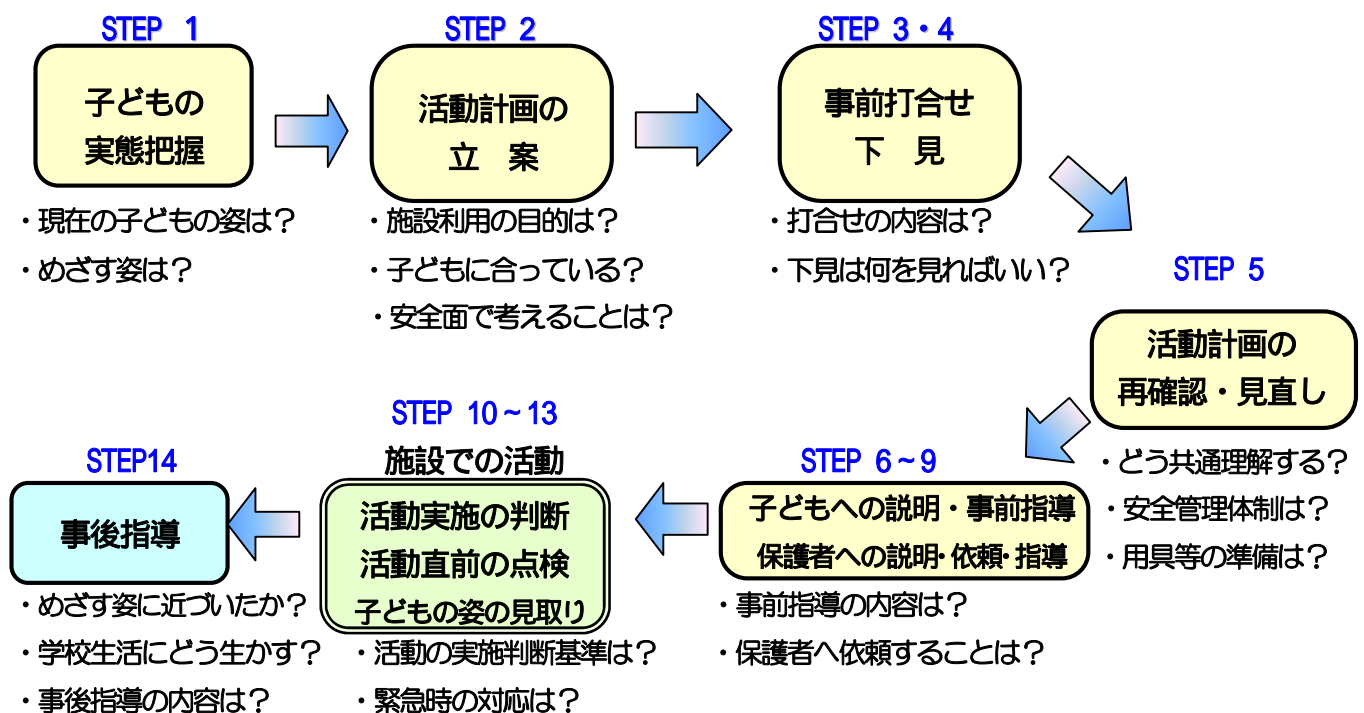 STEP 1
子どもの
実態把握
・現在の子どもの姿は？
・めざす姿は？
STEP 2
活動計画の
立　案
・施設利用の目的は？
・子どもに合っている？
・安全面で考えることは？
STEP 3・4
事前打合せ
下　見
・打合せの内容は？
・下見は何を見ればいい？
STEP 5
活動計画の
再確認・見直し
・どう共通理解する？
・安全管理体制は？
・用具等の準備は？
STEP 6～9
子どもへの説明・事前指導
保護者への説明・依頼・指導
・事前指導の内容は？
・保護者へ依頼することは？
STEP 10～13
施設での活動
活動実施の判断
活動直前の点検
子どもの姿の見取り
・活動の実施判断基準は？
・緊急時の対応は？
STEP14
事後指導
・めざす姿に近づいたか？
・学校生活にどう生かす？
・事後指導の内容は？